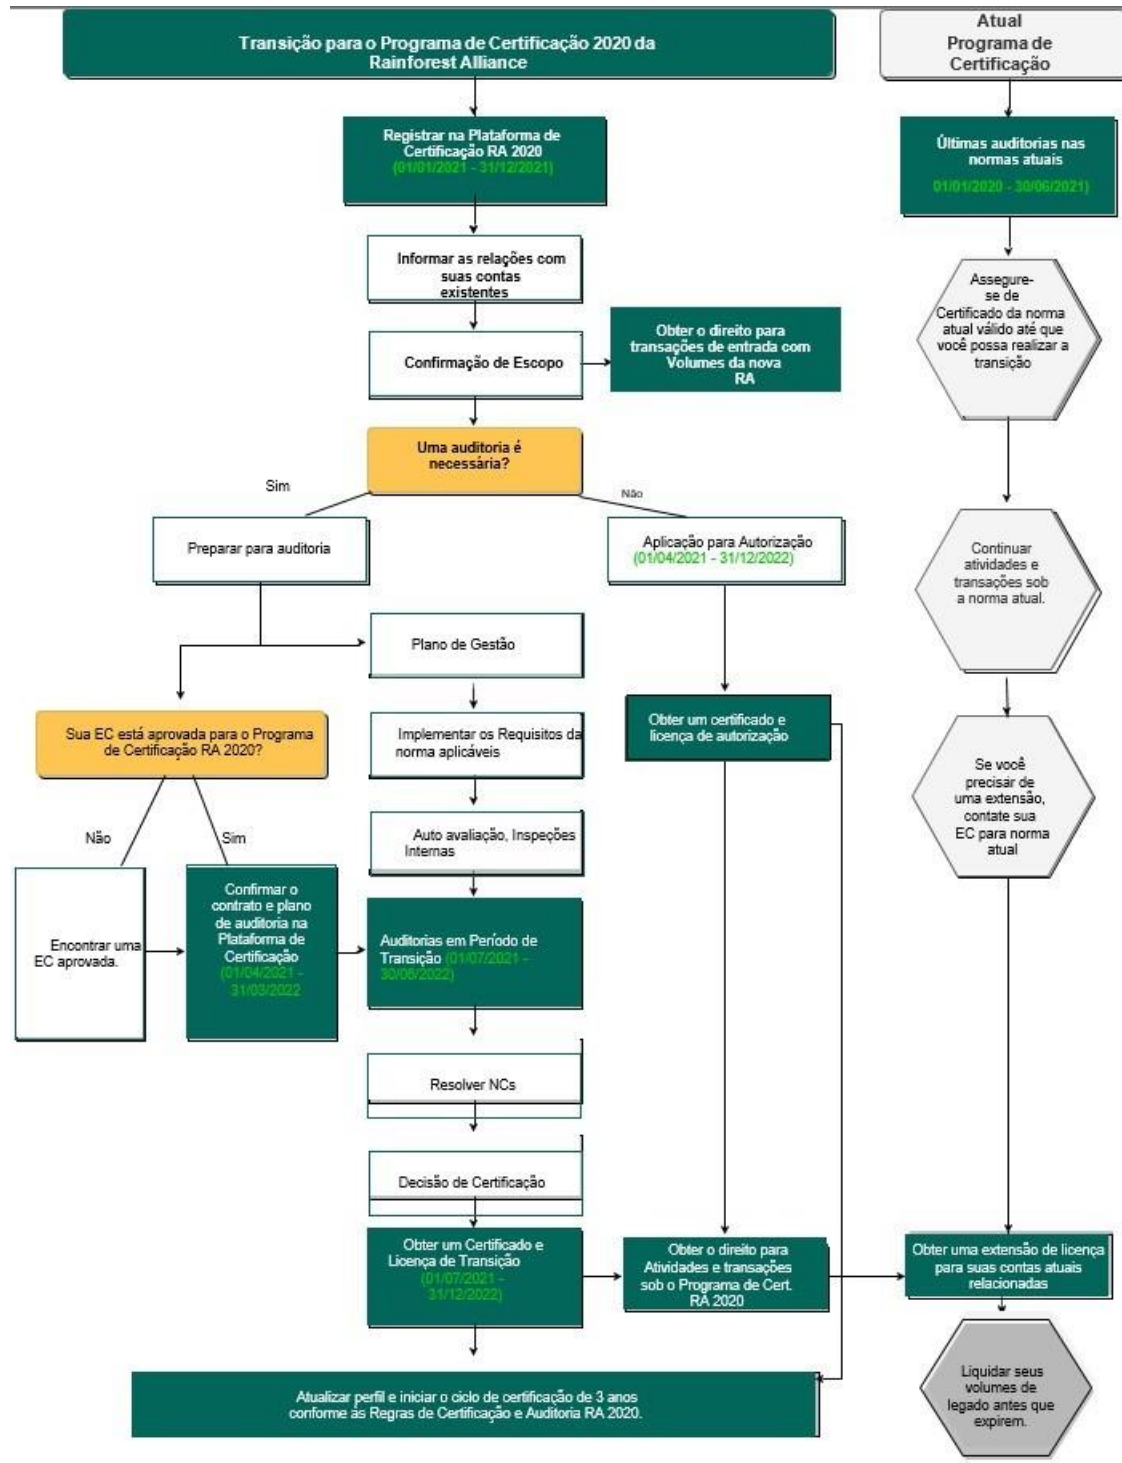 Transição para o Programa de Certificação 2020 da
Rainforest Alliance
Atual
Programa de
Certificação
Registrar na Plataforma de
Certificação RA 2020
(01/01/2021 - 31/12/2021)
Últimas auditorias nas
normas atuais
01/01/2020 - 30/06/2021)
Informar as relações com
suas contas
existentes
Assegure-
se de
Certificado da norma
atual válido até que
você possa realizar a
transição
Confirmação de Escopo
Obter o direito para
transações de entrada com
Volumes da nova
RA
Uma auditoria é
necessária?
Sim
Não
Preparar para auditoria
Aplicação para Autorização
(01/04/2021 - 31/12/2022)
Continuar
atividades e
transações sob
a norma atual.
Plano de Gestão
Sua EC está aprovada para o Programa
de Certificação RA 2020?
Implementar os Requisitos da
norma aplicáveis
Obter um certificado e
licença de autorização
Se você
precisar de
uma extensão,
contate sua
EC para norma
atual
Não
Sim
Auto avaliação, Inspeções
Internas
Encontrar uma
EC aprovada.
Confirmar o
contrato e plano
de auditoria na
Plataforma de
Certificação
(01/04/2021 -
31/03/2022
Auditorias em Período de
Transição (01/07/2021 -
30/06/2022)
Resolver NCs
Decisão de Certificação
Obter um Certificado e
Licença de Transição
(01/07/2021 -
31/12/2022)
Obter o direito para
Atividades e transações
sob o Programa de Cert.
RA 2020
Obter uma extensão de licença
para suas contas atuais
relacionadas
Atualizar perfil e iniciar o ciclo de certificação de 3 anos
conforme as Regras de Certificação e Auditoria RA 2020.
Liquidar seus
volumes de
legado antes que
expirem.